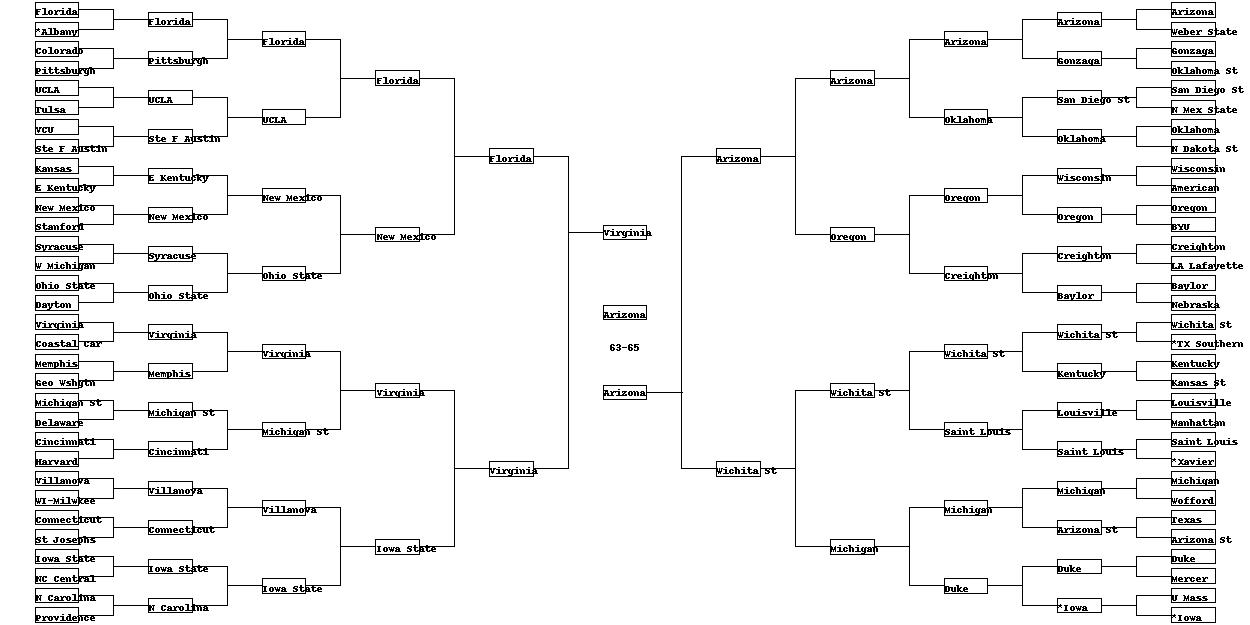 Florida
*Albany
Colorado
Pittsburgh
UCLA
Tulsa
VCU
Ste F Austin
Kansas
E Kentucky
New Mexico
Stanford
Syracuse
W Michigan
Ohio State
Dayton
Virginia
Coastal Car
Memphis
Geo Wshgtn
Michigan St
Delaware
Cincinnati
Harvard
Villanova
WI-Milwkee
Connecticut
St Josephs
Iowa State
NC Central
N Carolina
Providence
Florida
Pittsburgh
UCLA
Ste F Austin
E Kentucky
New Mexico
Syracuse
Ohio State
Virginia
Memphis
Michigan St
Cincinnati
Villanova
Connecticut
Iowa State
N Carolina
Florida
UCLA
New Mexico
Ohio State
Virginia
Michigan St
Villanova
Iowa State
Florida
New Mexico
Virginia
Iowa State
Florida
Virginia
Virginia
Arizona
63-65
Arizona
Arizona
Wichita St
Arizona
Oregon
Wichita St
Michigan
Arizona
Oklahoma
Oregon
Creighton
Wichita St
Saint Louis
Michigan
Duke
Arizona
Gonzaga
San Diego St
Oklahoma
Wisconsin
Oregon
Creighton
Baylor
Wichita St
Kentucky
Louisville
Saint Louis
Michigan
Arizona St
Duke
*Iowa
Arizona
Weber State
Gonzaga
Oklahoma St
San Diego St
N Mex State
Oklahoma
N Dakota St
Wisconsin
American
Oregon
BYU
Creighton
LA Lafayette
Baylor
Nebraska
Wichita St
*TX Southern
Kentucky
Kansas St
Louisville
Manhattan
Saint Louis
*Xavier
Michigan
Wofford
Texas
Arizona St
Duke
Mercer
U Mass
*Iowa